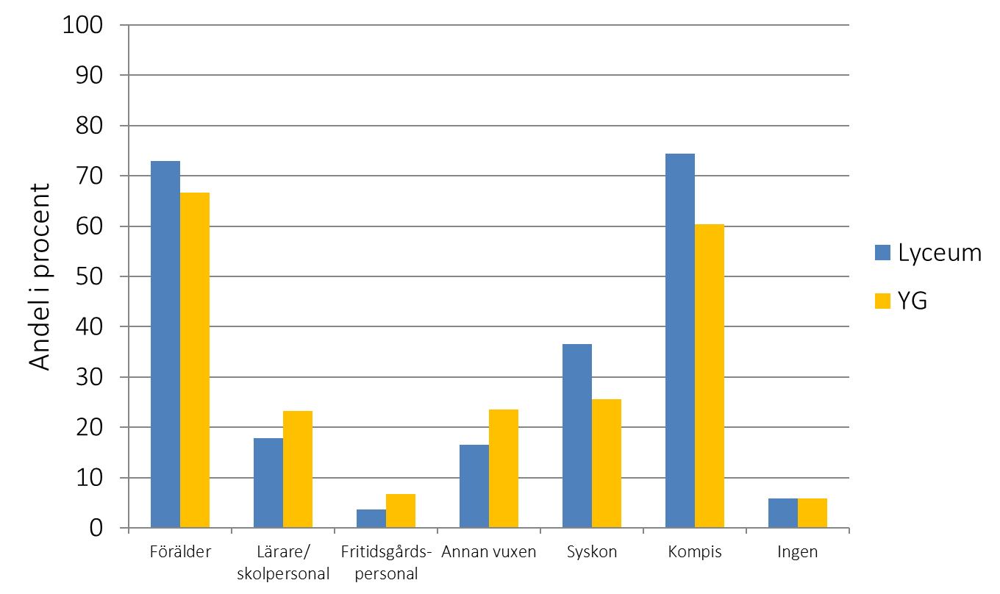 100
90
80
70
60
50
40
30
20
10
0
Andel i procent
Förälder
Lärare/
skolpersonal
Fritidsgårds-
personal
Annan vuxen
Syskon
Kompis
Ingen
Lyceum
YG